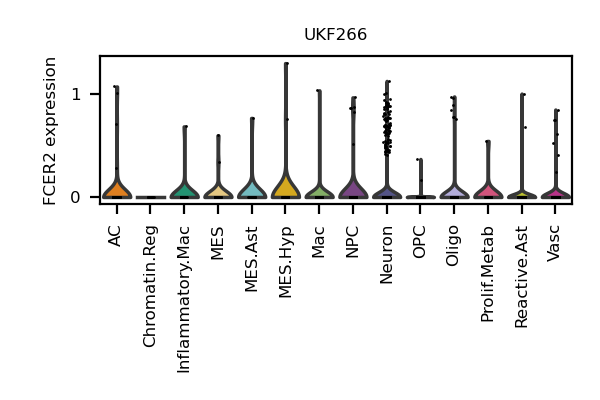 UKF266
FCER2 expression
1
0
AC
Chromatin.Reg
Inflammatory.Mac
MES
MES.Ast
MES.Hyp
Mac
NPC
Neuron
OPC
Oligo
Prolif.Metab
Reactive.Ast
Vasc